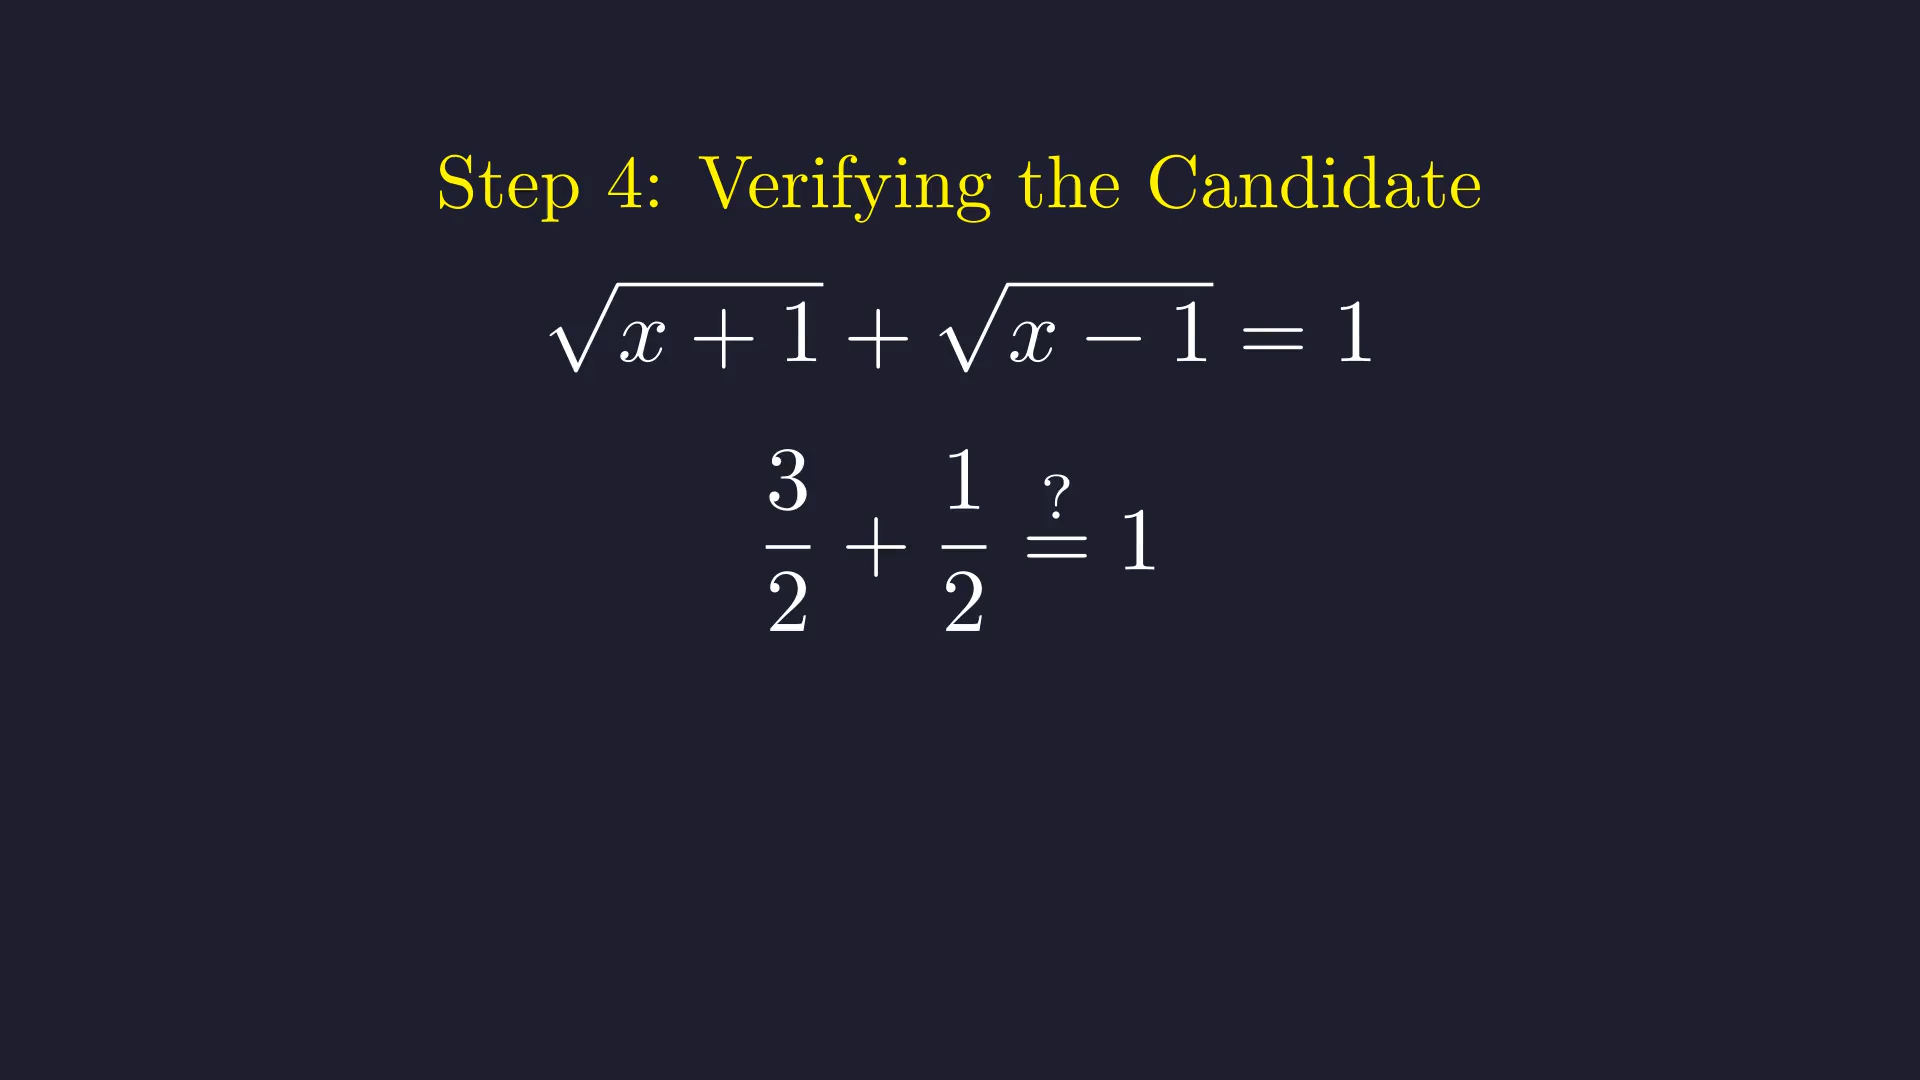 Step 4: Verifying the Candidate
√(x + 1) + √(x − 1) = 1
3/2 + 1/2 ≟ 1